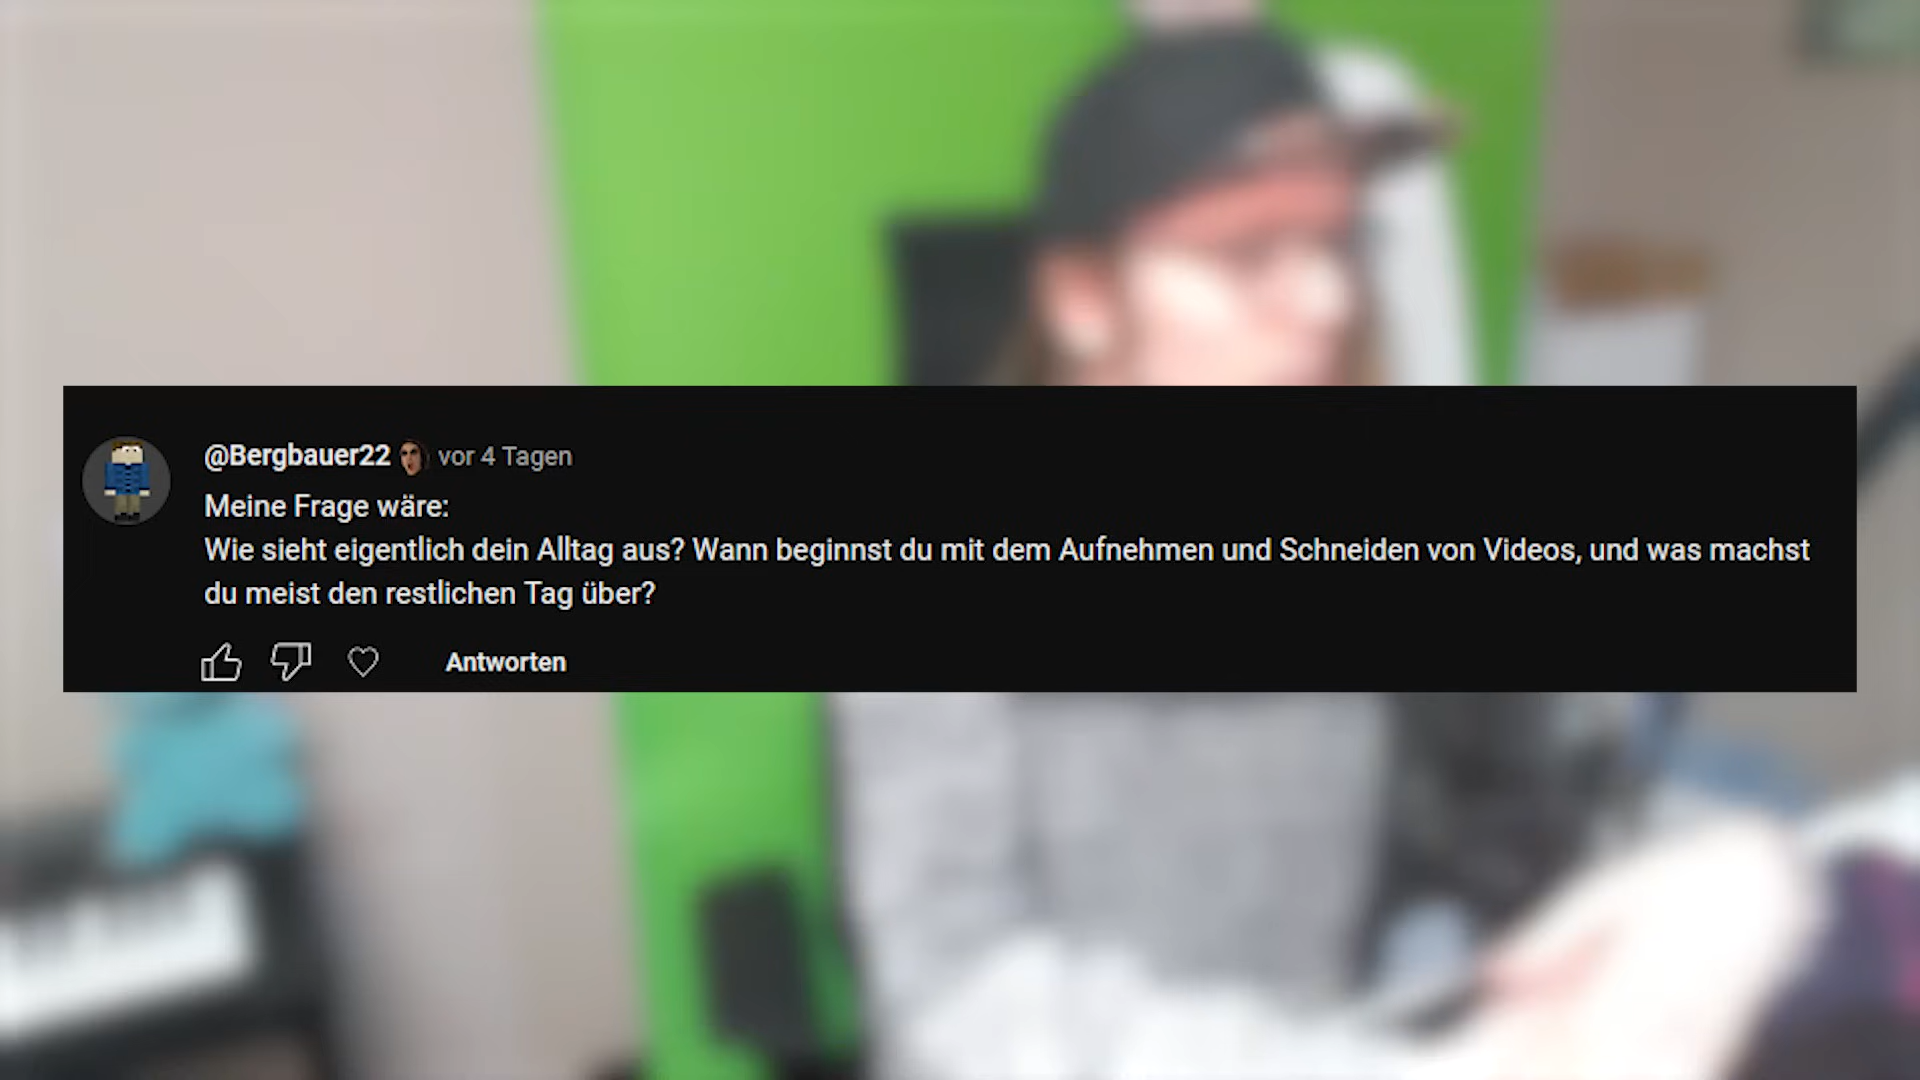 @Bergbauer22 vor 4 Tagen
Meine Frage wäre:
Wie sieht eigentlich dein Alltag aus? Wann beginnst du mit dem Aufnehmen und Schneiden von Videos, und was machst
du meist den restlichen Tag über?
Antworten